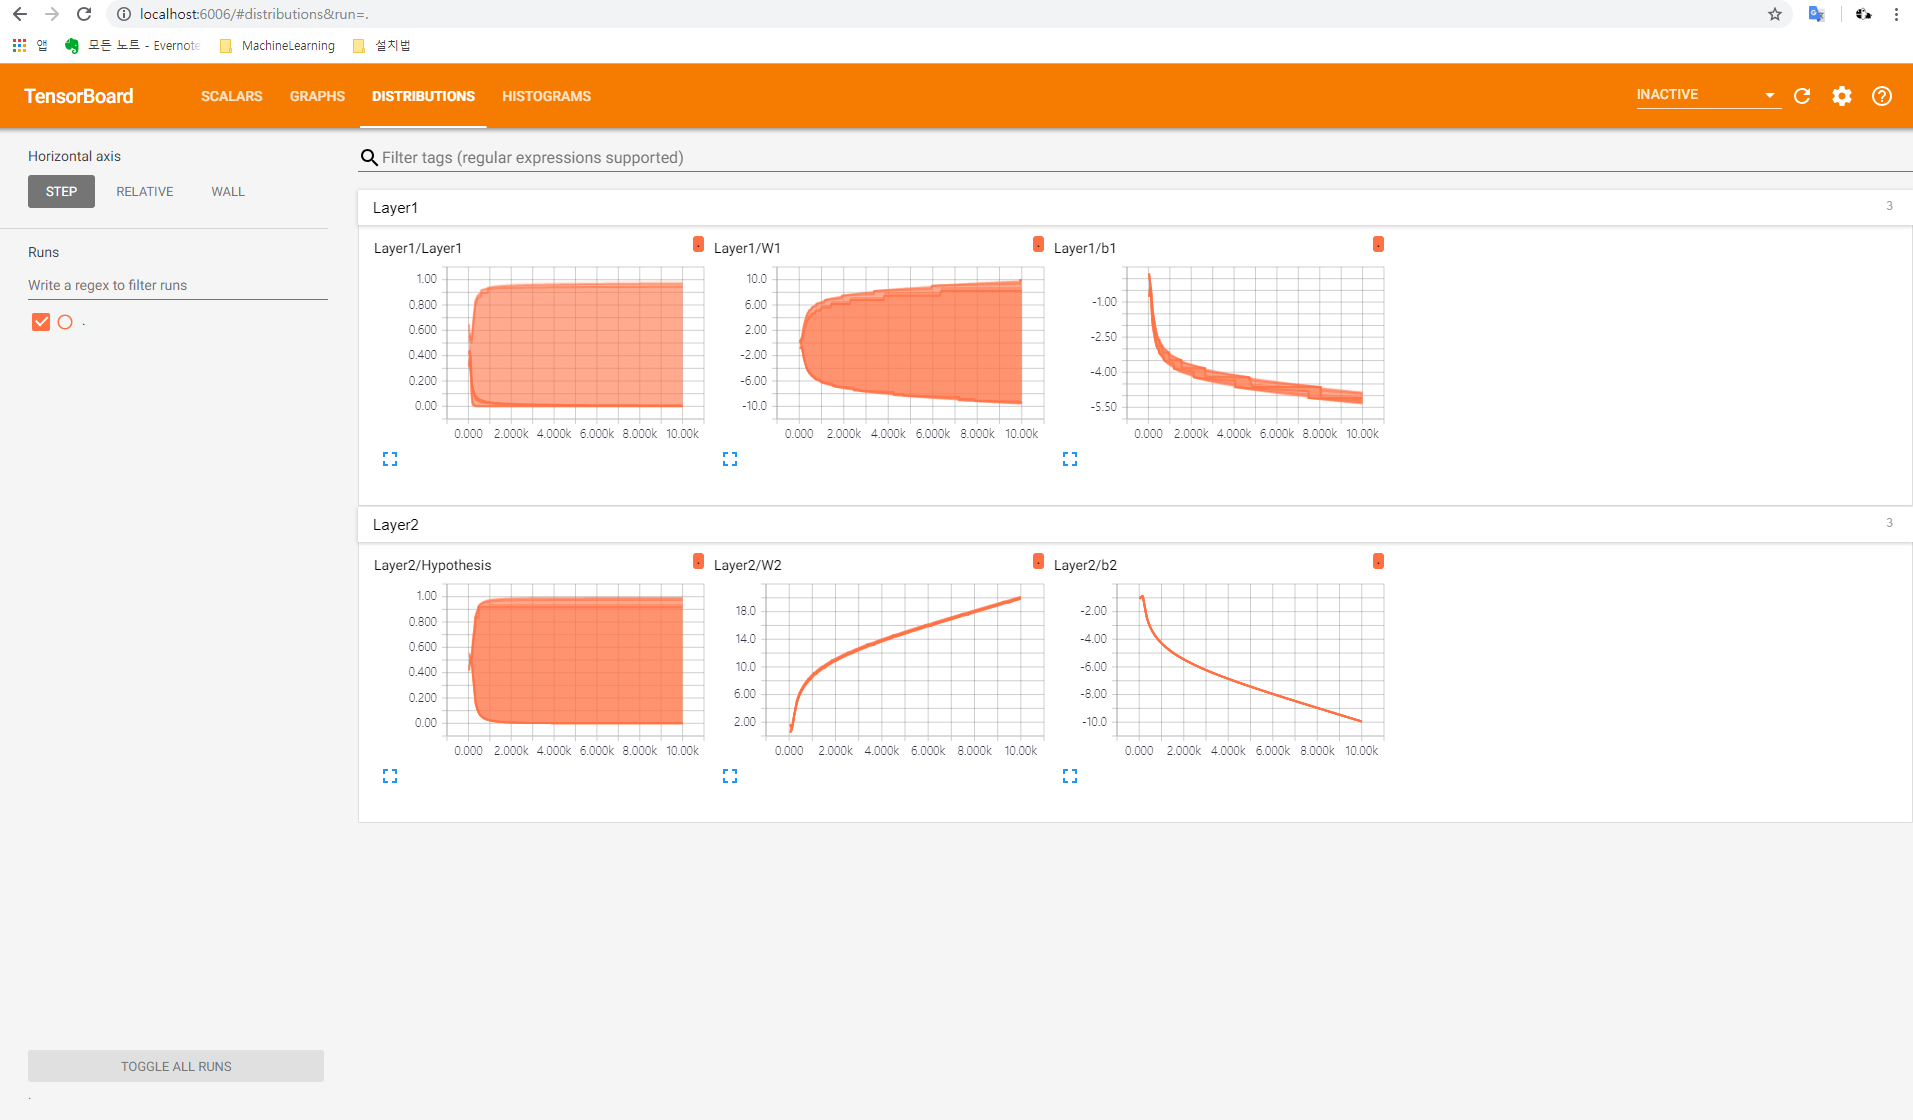 localhost:6006/#distributions&run=.
앱 모든 노트 - Evernote MachineLearning 설치법
TensorBoard SCALARS GRAPHS DISTRIBUTIONS HISTOGRAMS INACTIVE
Horizontal axis
STEP RELATIVE WALL
Runs
Write a regex to filter runs
.
TOGGLE ALL RUNS
.
Filter tags (regular expressions supported)
Layer1 3
Layer1/Layer1 .
1.00
0.800
0.600
0.400
0.200
0.00
0.000 2.000k 4.000k 6.000k 8.000k 10.00k
Layer1/W1 .
10.0
6.00
2.00
-2.00
-6.00
-10.0
0.000 2.000k 4.000k 6.000k 8.000k 10.00k
Layer1/b1 .
-1.00
-2.50
-4.00
-5.50
0.000 2.000k 4.000k 6.000k 8.000k 10.00k
Layer2 3
Layer2/Hypothesis .
1.00
0.800
0.600
0.400
0.200
0.00
0.000 2.000k 4.000k 6.000k 8.000k 10.00k
Layer2/W2 .
18.0
14.0
10.0
6.00
2.00
0.000 2.000k 4.000k 6.000k 8.000k 10.00k
Layer2/b2 .
-2.00
-4.00
-6.00
-8.00
-10.0
0.000 2.000k 4.000k 6.000k 8.000k 10.00k